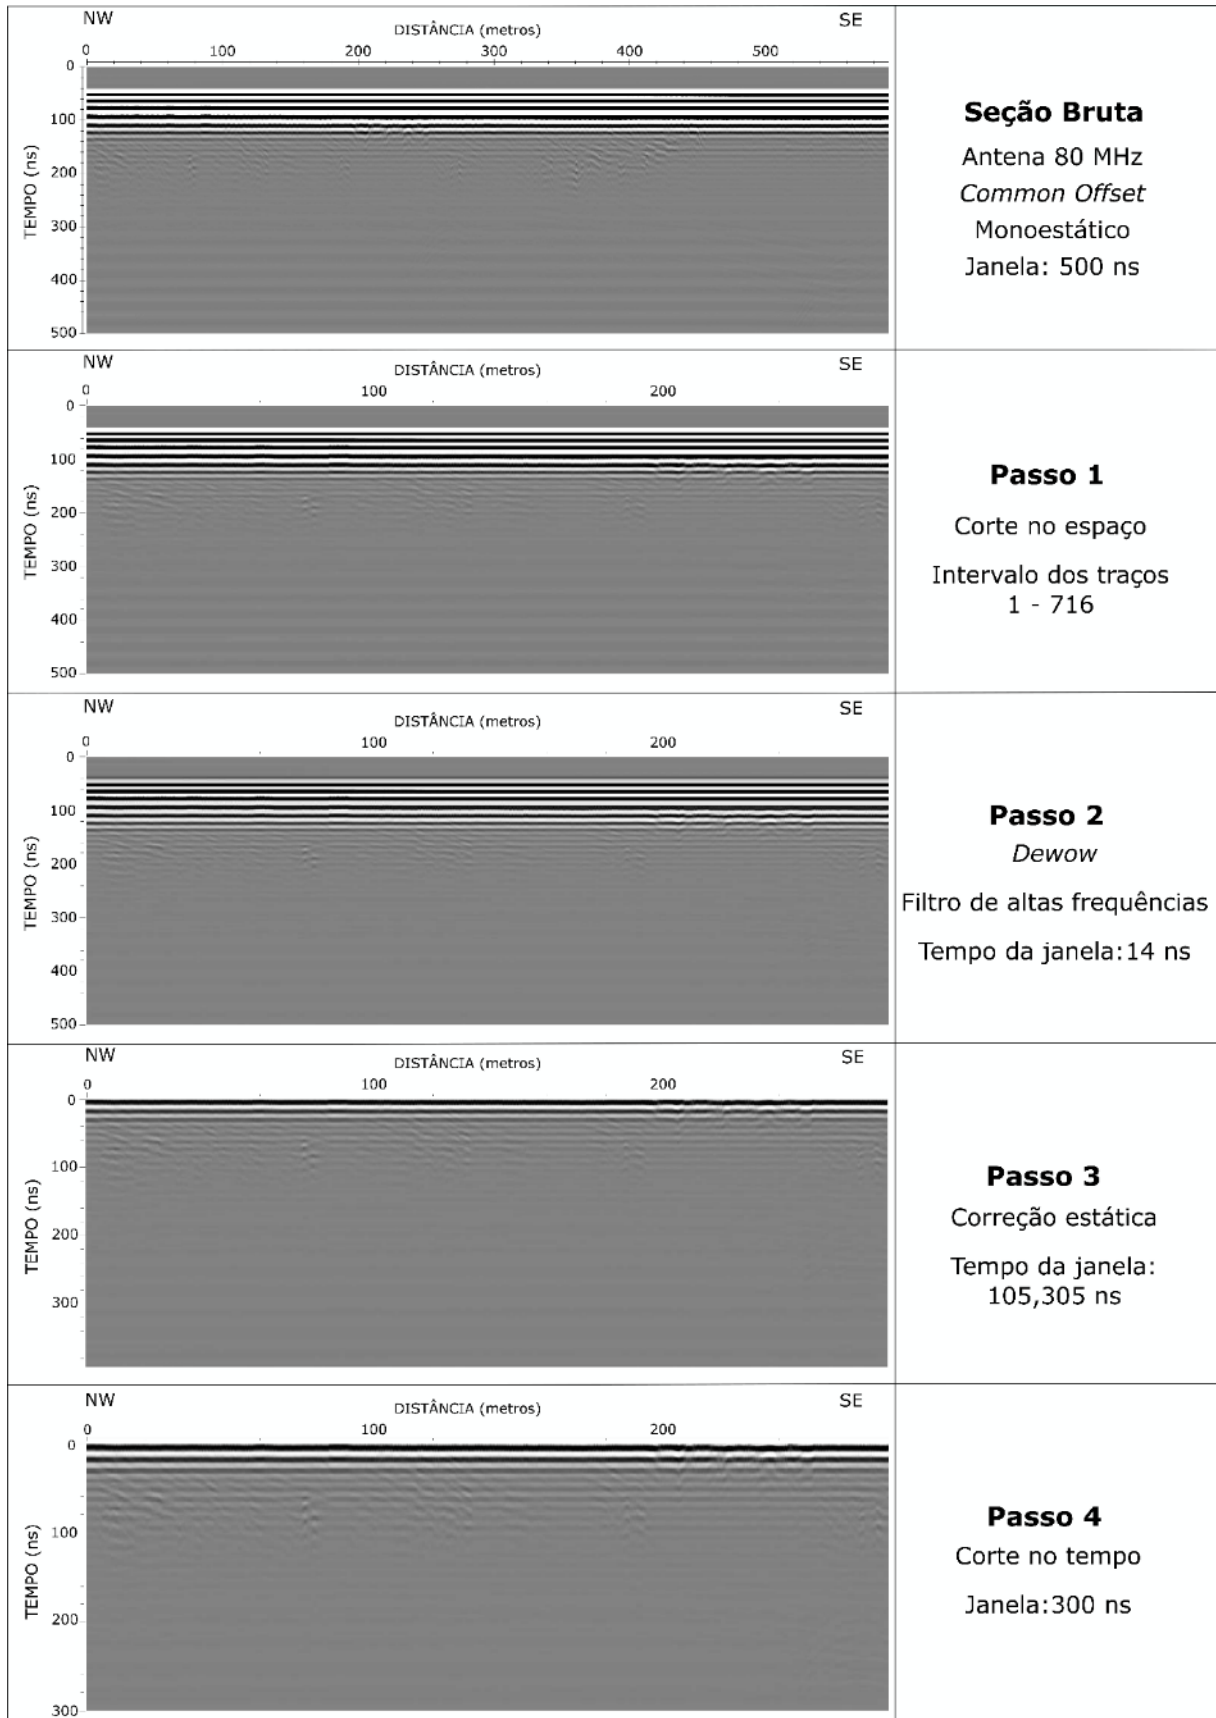 NW
DISTÂNCIA (metros)
SE
0 100 200 300 400 500
0
100
200
300
400
500
TEMPO (ns)
Seção Bruta
Antena 80 MHz
Common Offset
Monoestático
Janela: 500 ns
NW
DISTÂNCIA (metros)
SE
0 100 200
0
100
200
300
400
500
TEMPO (ns)
Passo 1
Corte no espaço
Intervalo dos traços
1 - 716
NW
DISTÂNCIA (metros)
SE
0 100 200
0
100
200
300
400
500
TEMPO (ns)
Passo 2
Dewow
Filtro de altas frequências
Tempo da janela:14 ns
NW
DISTÂNCIA (metros)
SE
0 100 200
0
100
200
300
TEMPO (ns)
Passo 3
Correção estática
Tempo da janela:
105,305 ns
NW
DISTÂNCIA (metros)
SE
0 100 200
0
100
200
300
TEMPO (ns)
Passo 4
Corte no tempo
Janela:300 ns